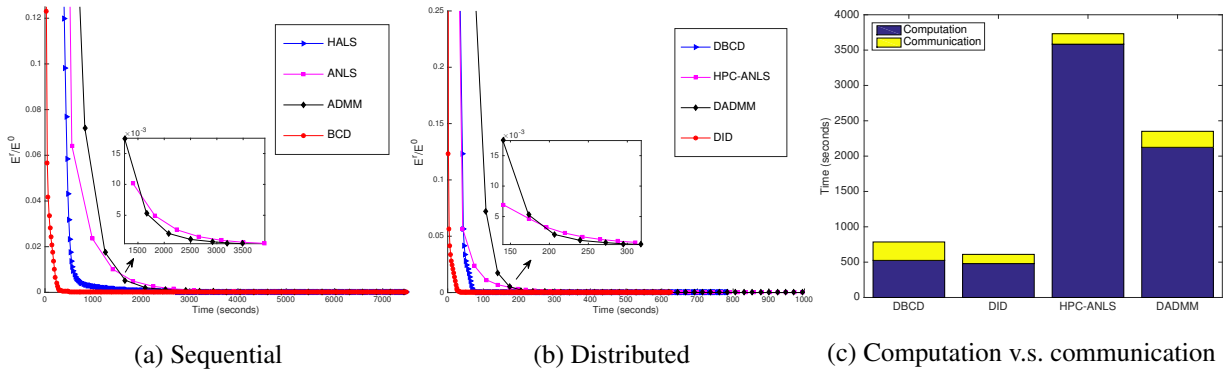 0.12
0.1
0.08
0.06
0.04
0.02
0
E^r/E^0
HALS
ANLS
ADMM
BCD
×10^-3
15
10
5
1500 2000 2500 3000 3500
0 1000 2000 3000 4000 5000 6000 7000
Time (seconds)
(a) Sequential
0.25
0.2
0.15
0.1
0.05
0
E^r/E^0
DBCD
HPC-ANLS
DADMM
DID
×10^-3
15
10
5
150 200 250 300
0 100 200 300 400 500 600 700 800 900 1000
Time (seconds)
(b) Distributed
4000
3500
3000
2500
2000
1500
1000
500
0
Time (seconds)
Computation
Communication
DBCD DID HPC-ANLS DADMM
(c) Computation v.s. communication